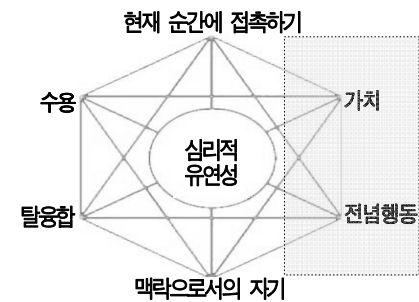 현재 순간에 접촉하기
수용
가치
심리적
유연성
탈융합
전념행동
맥락으로서의 자기